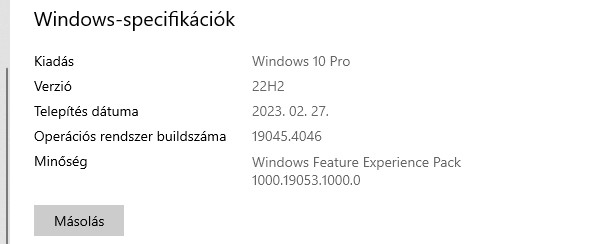 Windows-specifikációk
Kiadás Windows 10 Pro
Verzió 22H2
Telepítés dátuma 2023. 02. 27.
Operációs rendszer buildszáma 19045.4046
Minőség Windows Feature Experience Pack
1000.19053.1000.0
Másolás